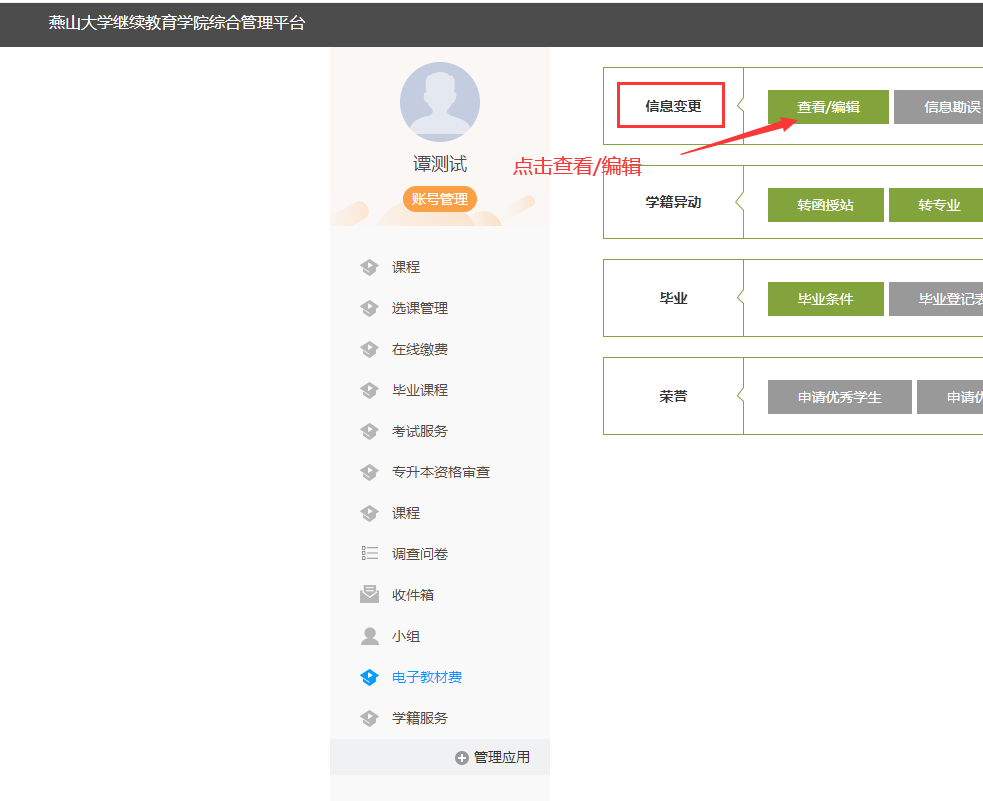 燕山大学继续教育学院综合管理平台
谭测试
账号管理
课程
选课管理
在线缴费
毕业课程
考试服务
专升本资格审查
课程
调查问卷
收件箱
小组
电子教材费
学籍服务
管理应用
信息变更 查看/编辑 信息勘误
点击查看/编辑
学籍异动 转函授站 转专业
毕业 毕业条件 毕业登记表
荣誉 申请优秀学生 申请优